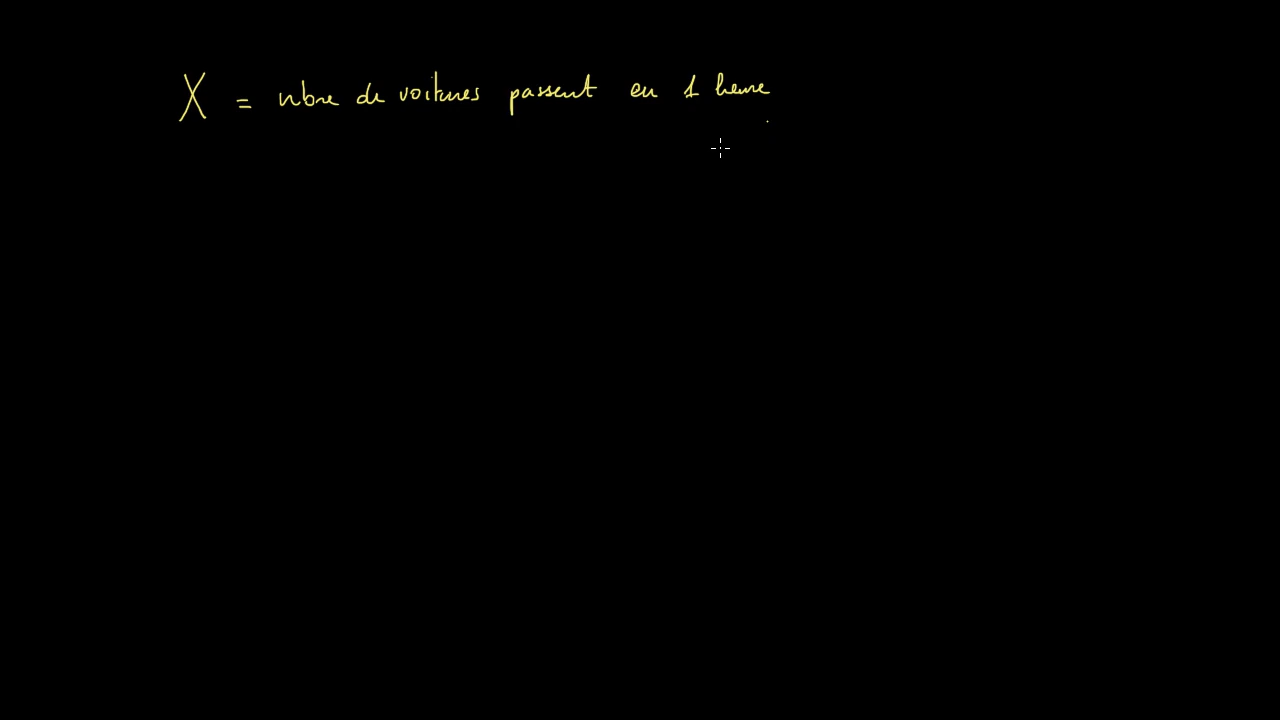 X = nbre de voitures passent en 1 heure